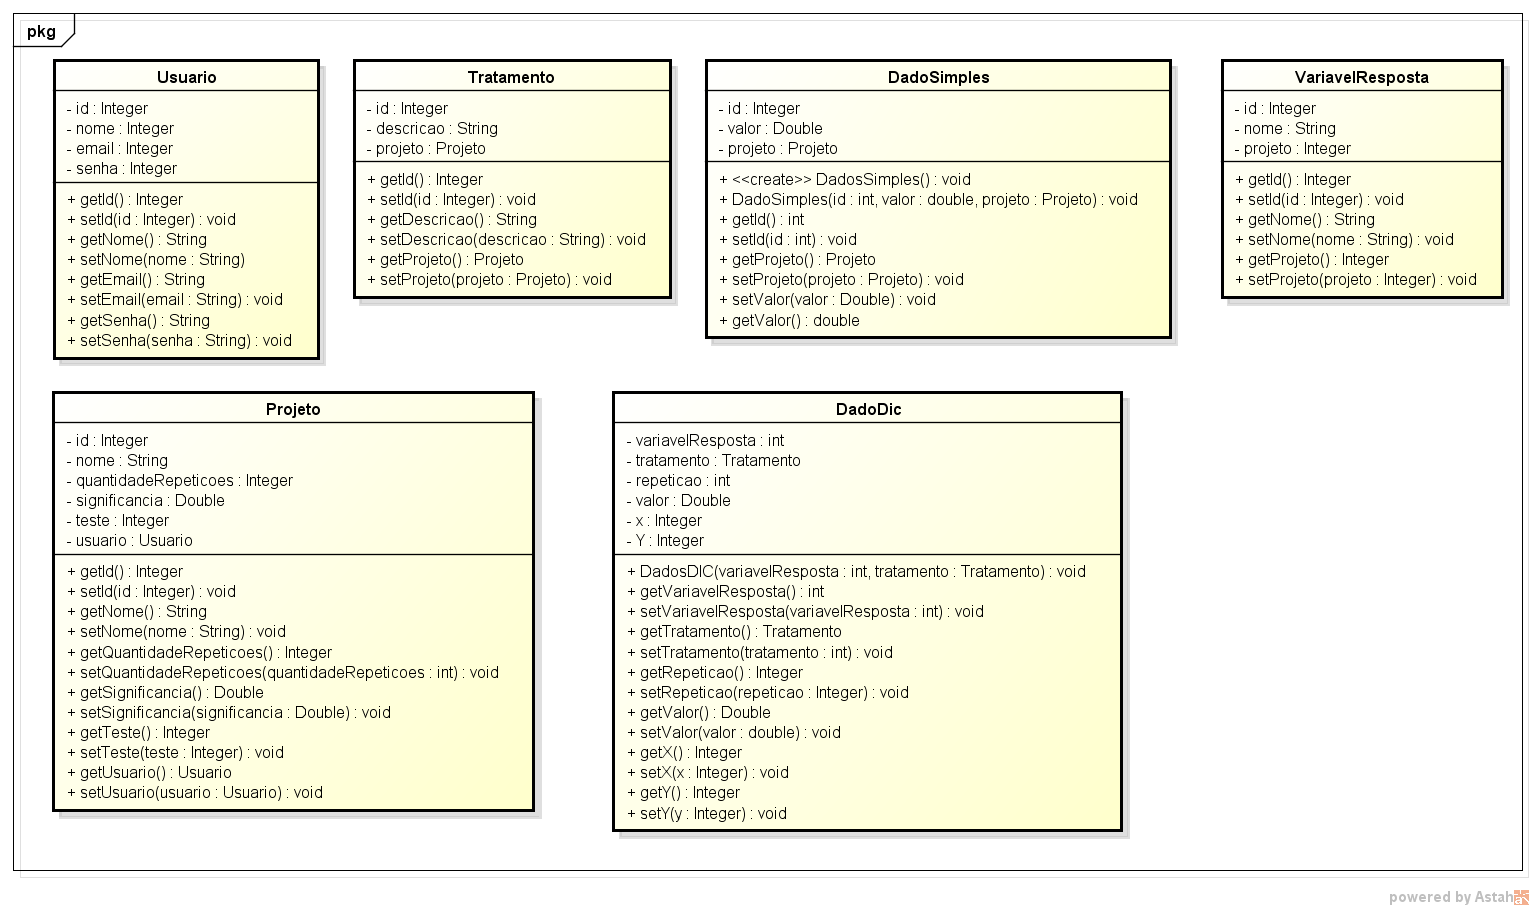 pkg
Usuario
- id : Integer
- nome : Integer
- email : Integer
- senha : Integer
+ getId() : Integer
+ setId(id : Integer) : void
+ getNome() : String
+ setNome(nome : String)
+ getEmail() : String
+ setEmail(email : String) : void
+ getSenha() : String
+ setSenha(senha : String) : void
Tratamento
- id : Integer
- descricao : String
- projeto : Projeto
+ getId() : Integer
+ setId(id : Integer) : void
+ getDescricao() : String
+ setDescricao(descricao : String) : void
+ getProjeto() : Projeto
+ setProjeto(projeto : Projeto) : void
DadoSimples
- id : Integer
- valor : Double
- projeto : Projeto
+ <<create>> DadosSimples() : void
+ DadoSimples(id : int, valor : double, projeto : Projeto) : void
+ getId() : int
+ setId(id : int) : void
+ getProjeto() : Projeto
+ setProjeto(projeto : Projeto) : void
+ setValor(valor : Double) : void
+ getValor() : double
VariavelResposta
- id : Integer
- nome : String
- projeto : Integer
+ getId() : Integer
+ setId(id : Integer) : void
+ getNome() : String
+ setNome(nome : String) : void
+ getProjeto() : Integer
+ setProjeto(projeto : Integer) : void
Projeto
- id : Integer
- nome : String
- quantidadeRepeticoes : Integer
- significancia : Double
- teste : Integer
- usuario : Usuario
+ getId() : Integer
+ setId(id : Integer) : void
+ getNome() : String
+ setNome(nome : String) : void
+ getQuantidadeRepeticoes() : Integer
+ setQuantidadeRepeticoes(quantidadeRepeticoes : int) : void
+ getSignificancia() : Double
+ setSignificancia(significancia : Double) : void
+ getTeste() : Integer
+ setTeste(teste : Integer) : void
+ getUsuario() : Usuario
+ setUsuario(usuario : Usuario) : void
DadoDic
- variavelResposta : int
- tratamento : Tratamento
- repeticao : int
- valor : Double
- x : Integer
- Y : Integer
+ DadosDIC(variavelResposta : int, tratamento : Tratamento) : void
+ getVariavelResposta() : int
+ setVariavelResposta(variavelResposta : int) : void
+ getTratamento() : Tratamento
+ setTratamento(tratamento : int) : void
+ getRepeticao() : Integer
+ setRepeticao(repeticao : Integer) : void
+ getValor() : Double
+ setValor(valor : double) : void
+ getX() : Integer
+ setX(x : Integer) : void
+ getY() : Integer
+ setY(y : Integer) : void
powered by Astah